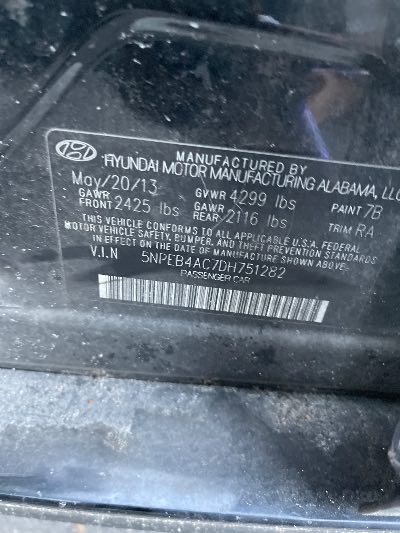 MANUFACTURED BY
HYUNDAI MOTOR MANUFACTURING ALABAMA, LLC
May/20/13 GVWR 4299 lbs PAINT 7B
GAWR FRONT 2425 lbs GAWR REAR 2116 lbs TRIM RA
THIS VEHICLE CONFORMS TO ALL APPLICABLE U.S.A. FEDERAL
MOTOR VEHICLE SAFETY, BUMPER, AND THEFT PREVENTION STANDARDS
IN EFFECT ON THE DATE OF MANUFACTURE SHOWN ABOVE.
V.I.N 5NPEB4AC7DH751282
PASSENGER CAR